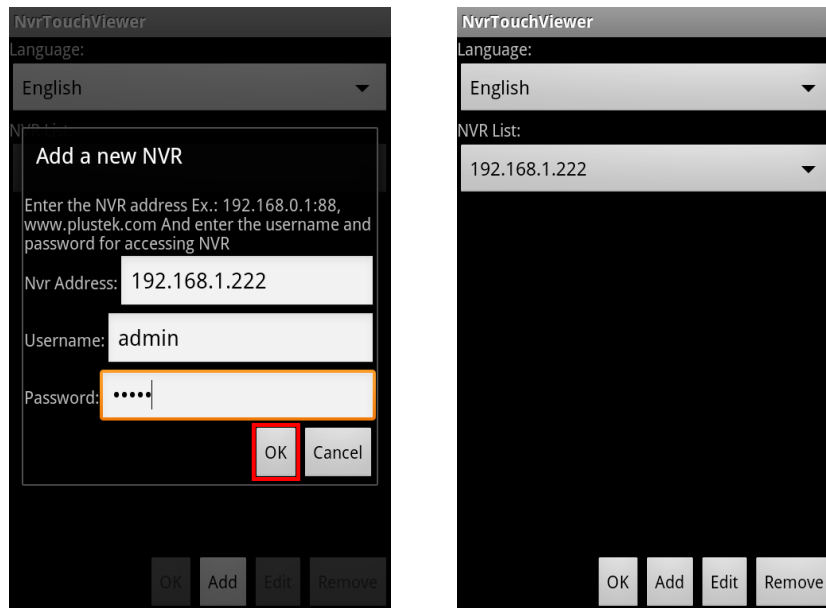 NvrTouchViewer
Language:
English
NVR List:
Add a new NVR
Enter the NVR address Ex.: 192.168.0.1:88,
www.plustek.com And enter the username and
password for accessing NVR
Nvr Address: 192.168.1.222
Username: admin
Password: •••••
OK Cancel
OK Add Edit Remove
NvrTouchViewer
Language:
English
NVR List:
192.168.1.222
OK Add Edit Remove